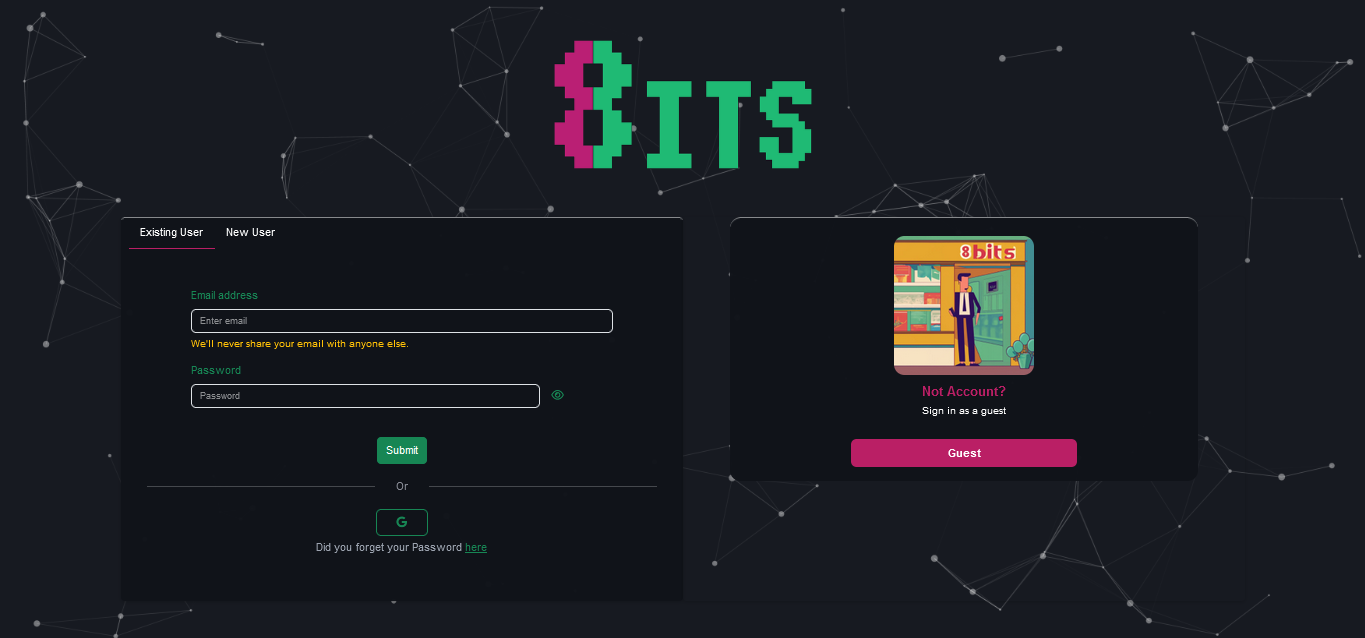 8ITS
Existing User
New User
Email address
Enter email
We'll never share your email with anyone else.
Password
Password
Submit
Or
G
Did you forget your Password here
8bits
Not Account?
Sign in as a guest
Guest